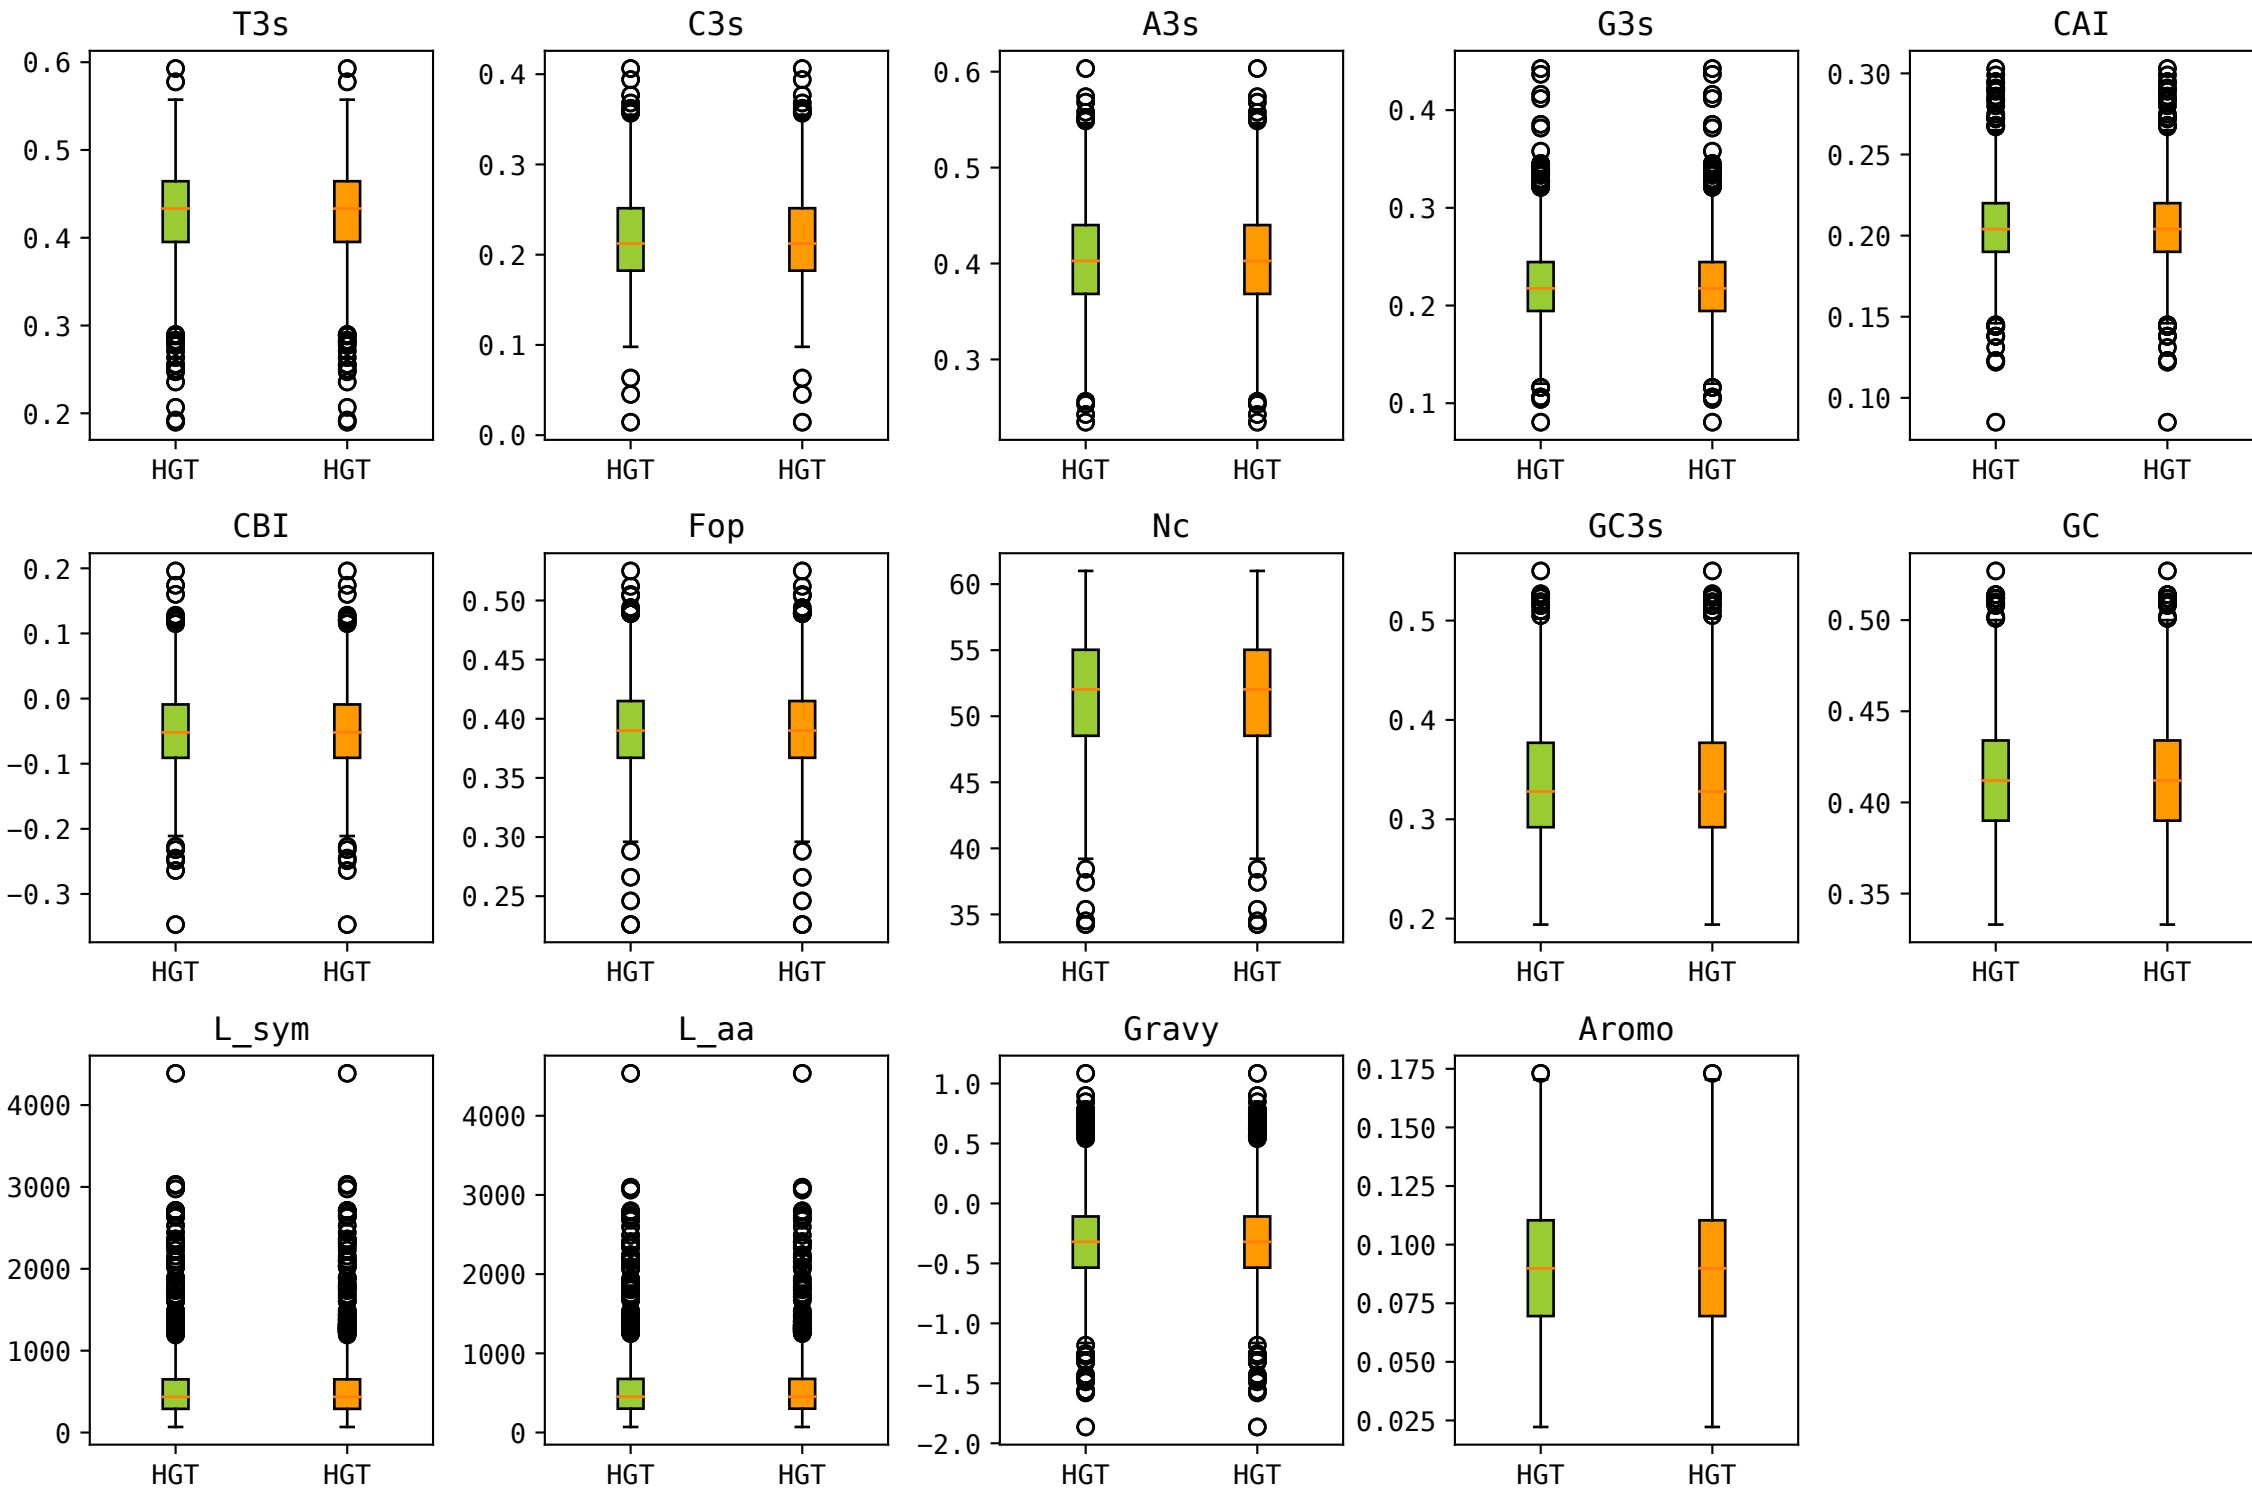 T3s C3s A3s G3s CAI
0.6 0.5 0.4 0.3 0.2
HGT HGT
0.4 0.3 0.2 0.1 0.0
HGT HGT
0.6 0.5 0.4 0.3
HGT HGT
0.4 0.3 0.2 0.1
HGT HGT
0.30 0.25 0.20 0.15 0.10
HGT HGT
CBI Fop Nc GC3s GC
0.2 0.1 0.0 −0.1 −0.2 −0.3
HGT HGT
0.50 0.45 0.40 0.35 0.30 0.25
HGT HGT
60 55 50 45 40 35
HGT HGT
0.5 0.4 0.3 0.2
HGT HGT
0.50 0.45 0.40 0.35
HGT HGT
L_sym L_aa Gravy Aromo
4000 3000 2000 1000 0
HGT HGT
4000 3000 2000 1000 0
HGT HGT
1.0 0.5 0.0 −0.5 −1.0 −1.5 −2.0
HGT HGT
0.175 0.150 0.125 0.100 0.075 0.050 0.025
HGT HGT